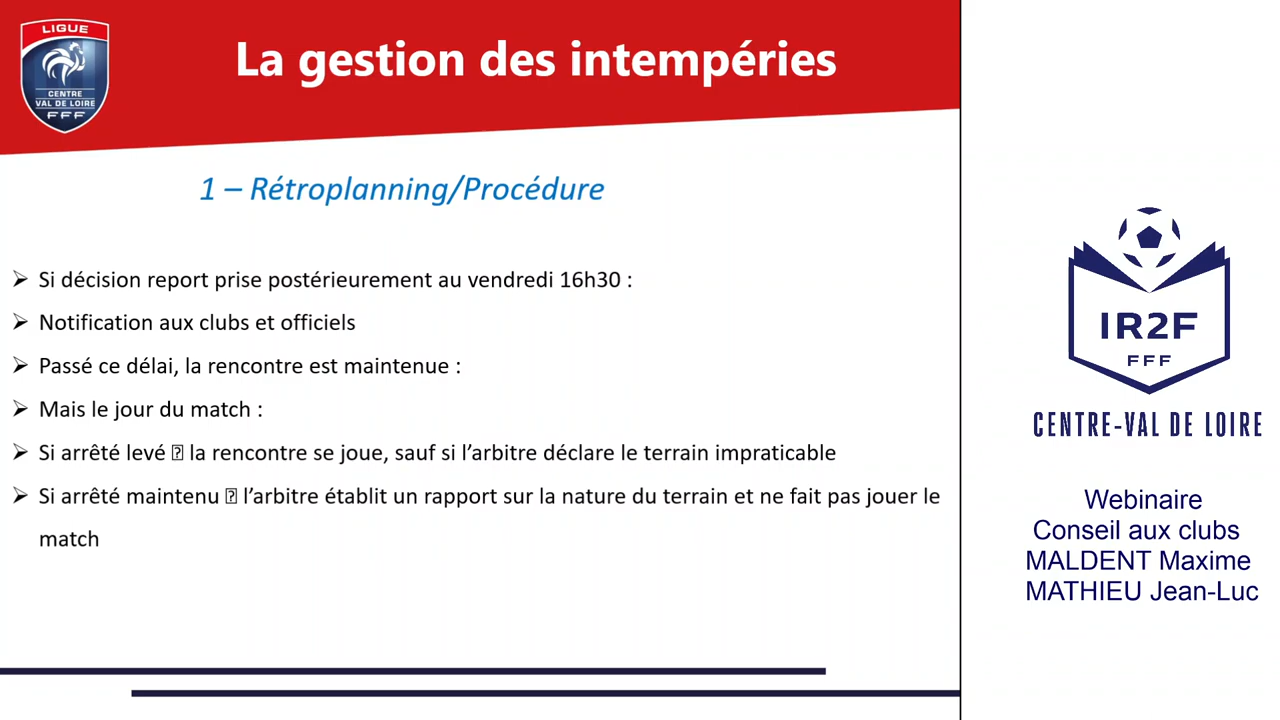 LIGUE
CENTRE
VAL DE LOIRE
FFF
La gestion des intempéries
1 – Rétroplanning/Procédure
Si décision report prise postérieurement au vendredi 16h30 :
Notification aux clubs et officiels
Passé ce délai, la rencontre est maintenue :
Mais le jour du match :
Si arrêté levé la rencontre se joue, sauf si l’arbitre déclare le terrain impraticable
Si arrêté maintenu l’arbitre établit un rapport sur la nature du terrain et ne fait pas jouer le
match
IR2F
FFF
CENTRE-VAL DE LOIRE
Webinaire
Conseil aux clubs
MALDENT Maxime
MATHIEU Jean-Luc